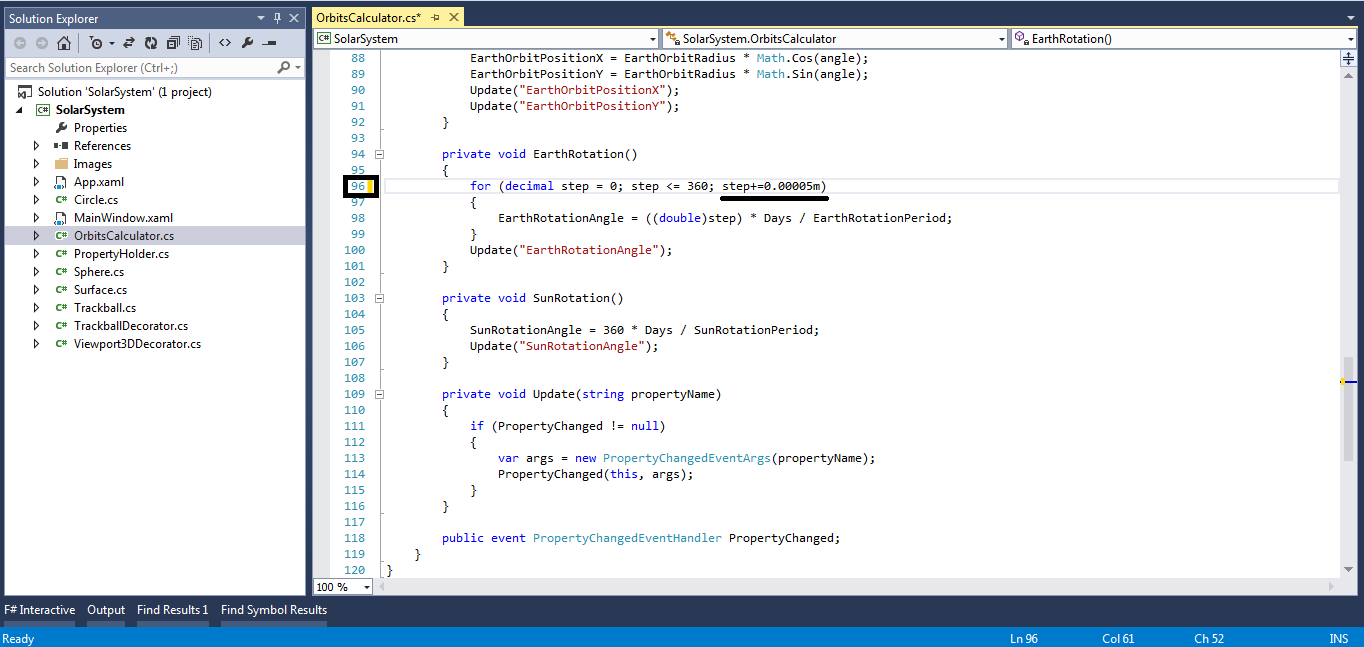 Solution Explorer
Search Solution Explorer (Ctrl+;)
Solution 'SolarSystem' (1 project)
C# SolarSystem
Properties
References
Images
App.xaml
C# Circle.cs
MainWindow.xaml
C# OrbitsCalculator.cs
C# PropertyHolder.cs
C# Sphere.cs
C# Surface.cs
C# Trackball.cs
C# TrackballDecorator.cs
C# Viewport3DDecorator.cs
OrbitsCalculator.cs*
C# SolarSystem
SolarSystem.OrbitsCalculator
EarthRotation()
88 EarthOrbitPositionX = EarthOrbitRadius * Math.Cos(angle);
89 EarthOrbitPositionY = EarthOrbitRadius * Math.Sin(angle);
90 Update("EarthOrbitPositionX");
91 Update("EarthOrbitPositionY");
92 }
93
94 private void EarthRotation()
95 {
96 for (decimal step = 0; step <= 360; step+=0.00005m)
97 {
98 EarthRotationAngle = ((double)step) * Days / EarthRotationPeriod;
99 }
100 Update("EarthRotationAngle");
101 }
102
103 private void SunRotation()
104 {
105 SunRotationAngle = 360 * Days / SunRotationPeriod;
106 Update("SunRotationAngle");
107 }
108
109 private void Update(string propertyName)
110 {
111 if (PropertyChanged != null)
112 {
113 var args = new PropertyChangedEventArgs(propertyName);
114 PropertyChanged(this, args);
115 }
116 }
117
118 public event PropertyChangedEventHandler PropertyChanged;
119 }
120 }
100 %
F# Interactive Output Find Results 1 Find Symbol Results
Ready Ln 96 Col 61 Ch 52 INS